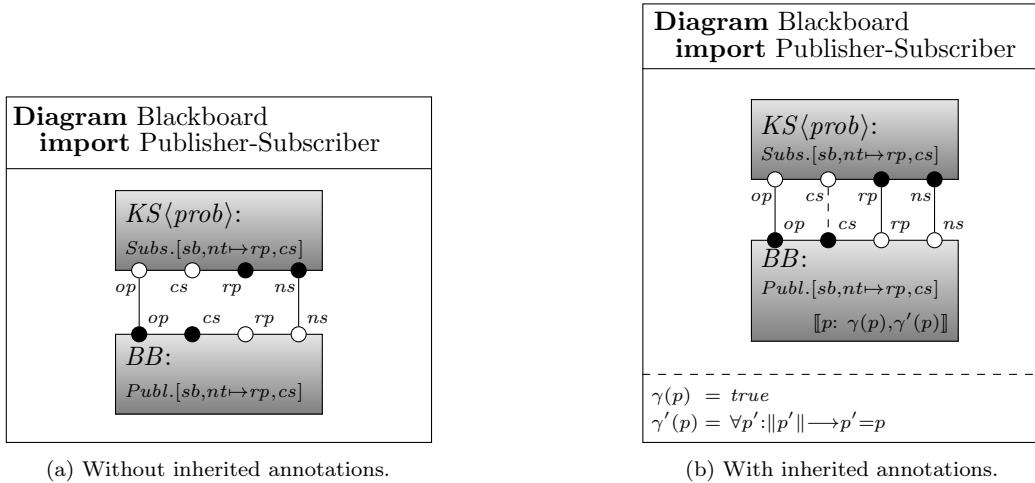 Diagram Blackboard
import Publisher-Subscriber
KS⟨prob⟩:
Subs.[sb,nt↦rp,cs]
op cs rp ns
op cs rp ns
BB:
Publ.[sb,nt↦rp,cs]
(a) Without inherited annotations.
Diagram Blackboard
import Publisher-Subscriber
KS⟨prob⟩:
Subs.[sb,nt↦rp,cs]
op cs rp ns
op cs rp ns
BB:
Publ.[sb,nt↦rp,cs]
⟦p: γ(p),γ′(p)⟧
γ(p) = true
γ′(p) = ∀p′:‖p′‖⟶p′=p
(b) With inherited annotations.